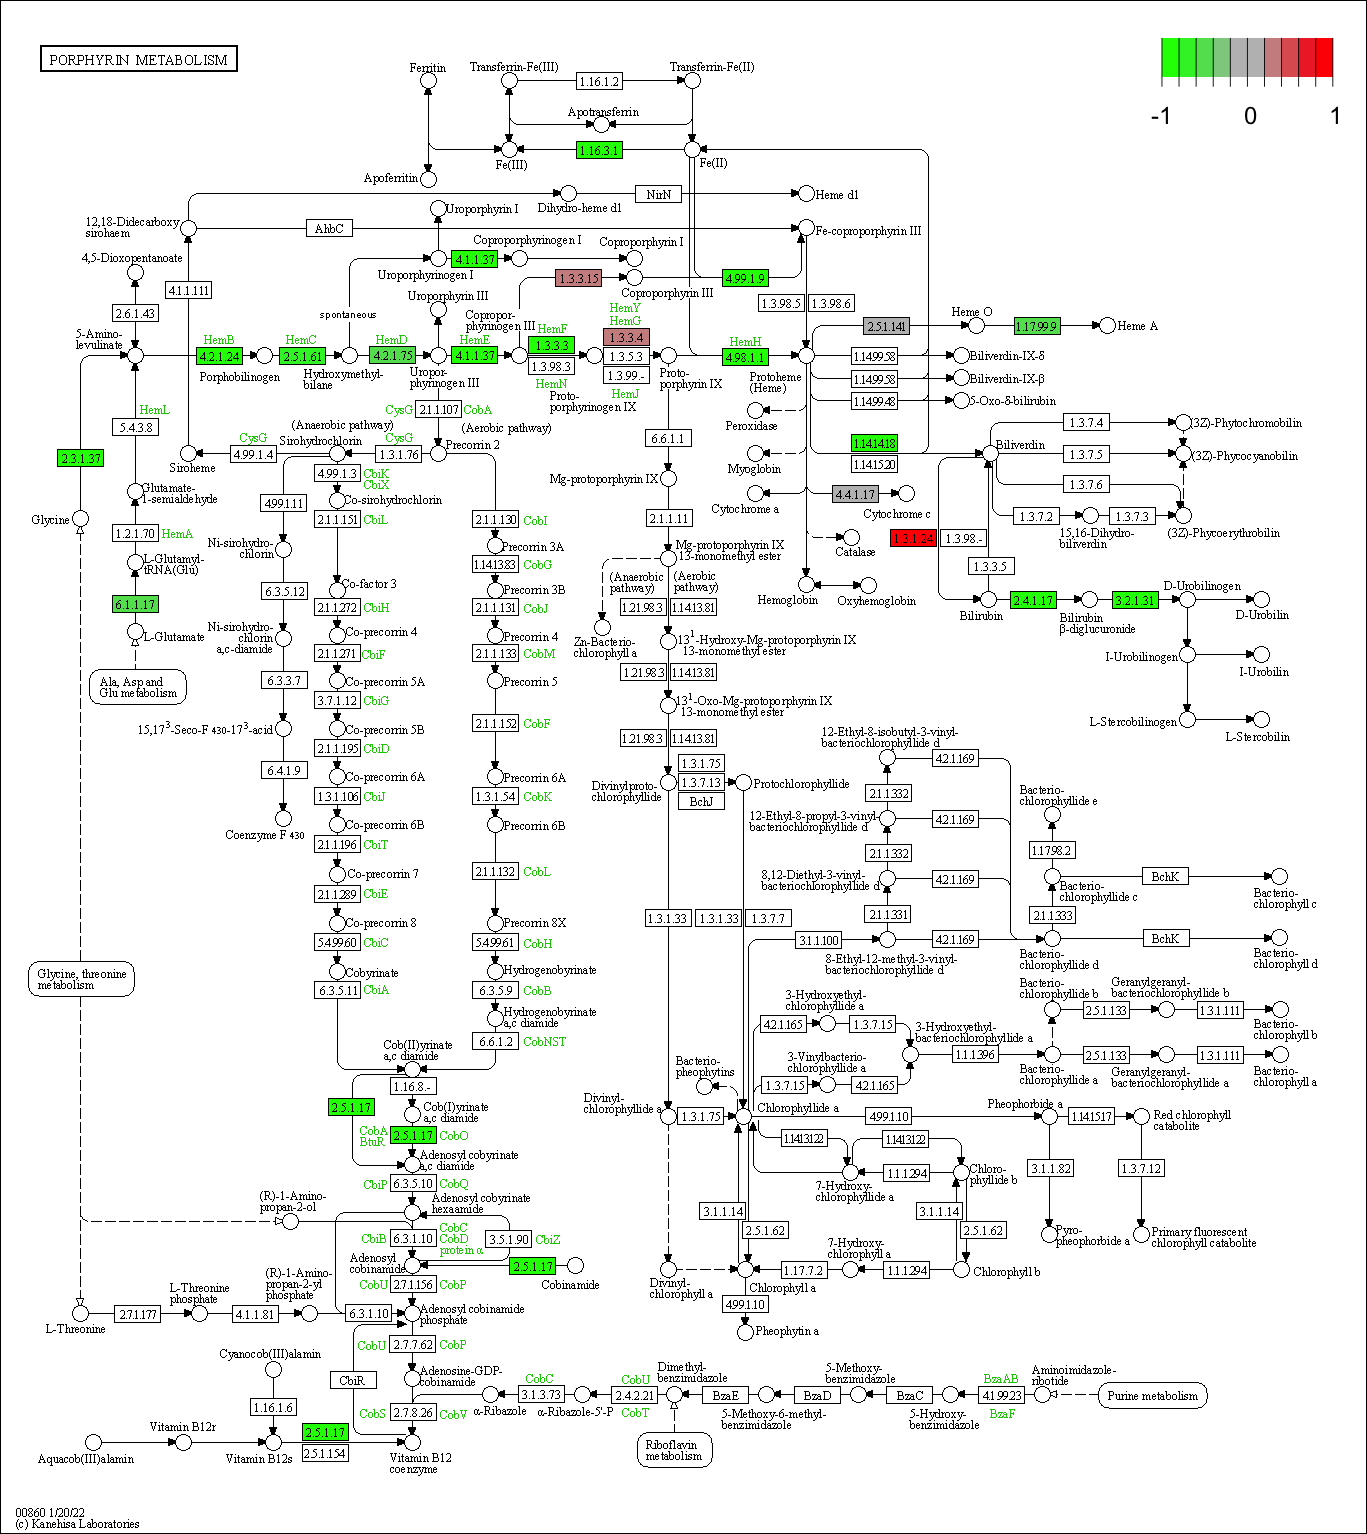 PORPHYRIN METABOLISM
-1
0
1
Ferritin
Transferrin-Fe(III)
1.16.1.2
Transferrin-Fe(II)
Apotransferrin
1.16.3.1
Fe(III)
Fe(II)
Apoferritin
Dihydro-heme d1
NirN
Heme d1
12,18-Didecarboxy
sirohaem
AhbC
Uroporphyrin I
Fe-coproporphyrin III
4,5-Dioxopentanoate
4.1.1.111
2.6.1.43
Uroporphyrinogen I
4.1.1.37
Coproporphyrinogen I
Coproporphyrin I
1.3.3.15
Coproporphyrin III
4.99.1.9
1.3.98.5
1.3.98.6
spontaneous
Uroporphyrin III
Copropor-
phyrinogen III
HemY
HemG
5-Amino-
levulinate
HemB
4.2.1.24
Porphobilinogen
HemC
2.5.1.61
Hydroxymethyl-
bilane
HemD
4.2.1.75
Uropor-
phyrinogen III
HemE
4.1.1.37
HemF
1.3.3.3
1.3.98.3
HemN
Proto-
porphyrinogen IX
1.3.3.4
1.3.5.3
1.3.99.-
HemJ
Proto-
porphyrin IX
HemH
4.98.1.1
Protoheme
(Heme)
2.5.1.141
Heme O
1.17.99.9
Heme A
1.14.99.58
Biliverdin-IX-δ
1.14.99.58
Biliverdin-IX-β
1.14.99.48
5-Oxo-δ-bilirubin
Peroxidase
Myoglobin
Cytochrome a
1.14.14.18
1.14.15.20
4.4.1.17
Cytochrome c
Catalase
Hemoglobin
Oxyhemoglobin
Biliverdin
1.3.7.4
(3Z)-Phytochromobilin
1.3.7.5
(3Z)-Phycocyanobilin
1.3.7.6
1.3.7.2
15,16-Dihydro-
biliverdin
1.3.7.3
(3Z)-Phycoerythrobilin
1.3.1.24
1.3.98.-
1.3.3.5
Bilirubin
2.4.1.17
Bilirubin
β-diglucuronide
3.2.1.31
D-Urobilinogen
D-Urobilin
I-Urobilinogen
I-Urobilin
L-Stercobilinogen
L-Stercobilin
HemL
5.4.3.8
2.3.1.37
Glycine
Glutamate-
1-semialdehyde
1.2.1.70
HemA
L-Glutamyl-
tRNA(Glu)
6.1.1.17
L-Glutamate
Ala, Asp and
Glu metabolism
CysG
2.1.1.107
CobA
(Anaerobic pathway)
(Aerobic pathway)
Siroheme
CysG
4.99.1.4
Sirohydrochlorin
CysG
1.3.1.76
Precorrin 2
4.99.1.11
Ni-sirohydro-
chlorin
6.3.5.12
Ni-sirohydro-
chlorin
a,c-diamide
6.3.3.7
15,17³-Seco-F 430-17³-acid
6.4.1.9
Coenzyme F 430
4.99.1.3
CbiK
CbiX
Co-sirohydrochlorin
2.1.1.151
CbiL
Co-factor 3
2.1.1.272
CbiH
Co-precorrin 4
2.1.1.271
CbiF
Co-precorrin 5A
3.7.1.12
CbiG
Co-precorrin 5B
2.1.1.195
CbiD
Co-precorrin 6A
1.3.1.106
CbiJ
Co-precorrin 6B
2.1.1.196
CbiT
Co-precorrin 7
2.1.1.289
CbiE
Co-precorrin 8
5.4.99.60
CbiC
Cobyrinate
6.3.5.11
CbiA
2.1.1.130
CobI
Precorrin 3A
1.14.13.83
CobG
Precorrin 3B
2.1.1.131
CobJ
Precorrin 4
2.1.1.133
CobM
Precorrin 5
2.1.1.152
CobF
Precorrin 6A
1.3.1.54
CobK
Precorrin 6B
2.1.1.132
CobL
Precorrin 8X
5.4.99.61
CobH
Hydrogenobyrinate
6.3.5.9
CobB
Hydrogenobyrinate
a,c diamide
6.6.1.2
CobNST
Cob(II)yrinate
a,c diamide
1.16.8.-
2.5.1.17
Cob(I)yrinate
a,c diamide
CobA
BtuR
2.5.1.17
CobO
Adenosyl cobyrinate
a,c diamide
CbiP
6.3.5.10
CobQ
Adenosyl cobyrinate
hexaamide
CbiB
6.3.1.10
CobC
CobD
protein α
3.5.1.90
CbiZ
Adenosyl
cobinamide
2.5.1.17
Cobinamide
CobU
2.7.1.156
CobP
Adenosyl cobinamide
phosphate
CobU
2.7.7.62
CobP
Adenosine-GDP-
cobinamide
CobS
2.7.8.26
CobV
Vitamin B12
coenzyme
Glycine, threonine
metabolism
(R)-1-Amino-
propan-2-ol
L-Threonine
2.7.1.177
L-Threonine
phosphate
4.1.1.81
(R)-1-Amino-
propan-2-yl
phosphate
6.3.1.10
Cyanocob(III)alamin
1.16.1.6
CbiR
Aquacob(III)alamin
Vitamin B12r
Vitamin B12s
2.5.1.17
2.5.1.154
α-Ribazole
CobC
3.1.3.73
α-Ribazole-5'-P
CobU
2.4.2.21
CobT
Dimethyl-
benzimidazole
BzaE
5-Methoxy-6-methyl-
benzimidazole
BzaD
5-Methoxy-
benzimidazole
BzaC
5-Hydroxy-
benzimidazole
BzaAB
4.1.99.23
BzaF
Aminoimidazole-
ribotide
Purine metabolism
Riboflavin
metabolism
6.6.1.1
Mg-protoporphyrin IX
2.1.1.11
Mg-protoporphyrin IX
13-monomethyl ester
(Anaerobic
pathway)
(Aerobic
pathway)
Zn-Bacterio-
chlorophyll a
1.21.98.3
1.14.13.81
13¹-Hydroxy-Mg-protoporphyrin IX
13-monomethyl ester
1.21.98.3
1.14.13.81
13¹-Oxo-Mg-protoporphyrin IX
13-monomethyl ester
1.21.98.3
1.14.13.81
Divinylproto-
chlorophyllide
1.3.1.75
1.3.7.13
BchJ
Protochlorophyllide
1.3.1.33
1.3.1.33
1.3.7.7
12-Ethyl-8-isobutyl-3-vinyl-
bacteriochlorophyllide d
4.2.1.169
2.1.1.332
12-Ethyl-8-propyl-3-vinyl-
bacteriochlorophyllide d
4.2.1.169
2.1.1.332
8,12-Diethyl-3-vinyl-
bacteriochlorophyllide d
4.2.1.169
2.1.1.331
3.1.1.100
8-Ethyl-12-methyl-3-vinyl-
bacteriochlorophyllide d
4.2.1.169
Bacterio-
chlorophyllide e
1.17.98.2
Bacterio-
chlorophyllide c
BchK
Bacterio-
chlorophyll c
2.1.1.333
Bacterio-
chlorophyllide d
BchK
Bacterio-
chlorophyll d
3-Hydroxyethyl-
chlorophyllide a
4.2.1.165
1.3.7.15
3-Hydroxyethyl-
bacteriochlorophyllide a
3-Vinylbacterio-
chlorophyllide a
1.3.7.15
4.2.1.165
1.1.1.396
Bacterio-
chlorophyllide b
2.5.1.133
Geranylgeranyl-
bacteriochlorophyllide b
1.3.1.111
Bacterio-
chlorophyll b
Bacterio-
chlorophyllide a
2.5.1.133
Geranylgeranyl-
bacteriochlorophyllide a
1.3.1.111
Bacterio-
chlorophyll a
Bacterio-
pheophytins
Divinyl-
chlorophyllide a
1.3.1.75
Chlorophyllide a
4.99.1.10
Pheophorbide a
1.14.15.17
Red chlorophyll
catabolite
1.14.13.122
1.14.13.122
7-Hydroxy-
chlorophyllide a
1.1.1.294
Chloro-
phyllide b
3.1.1.82
1.3.7.12
Pyro-
pheophorbide a
Primary fluorescent
chlorophyll catabolite
3.1.1.14
2.5.1.62
3.1.1.14
2.5.1.62
Divinyl-
chlorophyll a
Chlorophyll a
1.17.7.2
7-Hydroxy-
chlorophyll a
1.1.1.294
Chlorophyll b
4.99.1.10
Pheophytin a
00860 1/20/22
(c) Kanehisa Laboratories